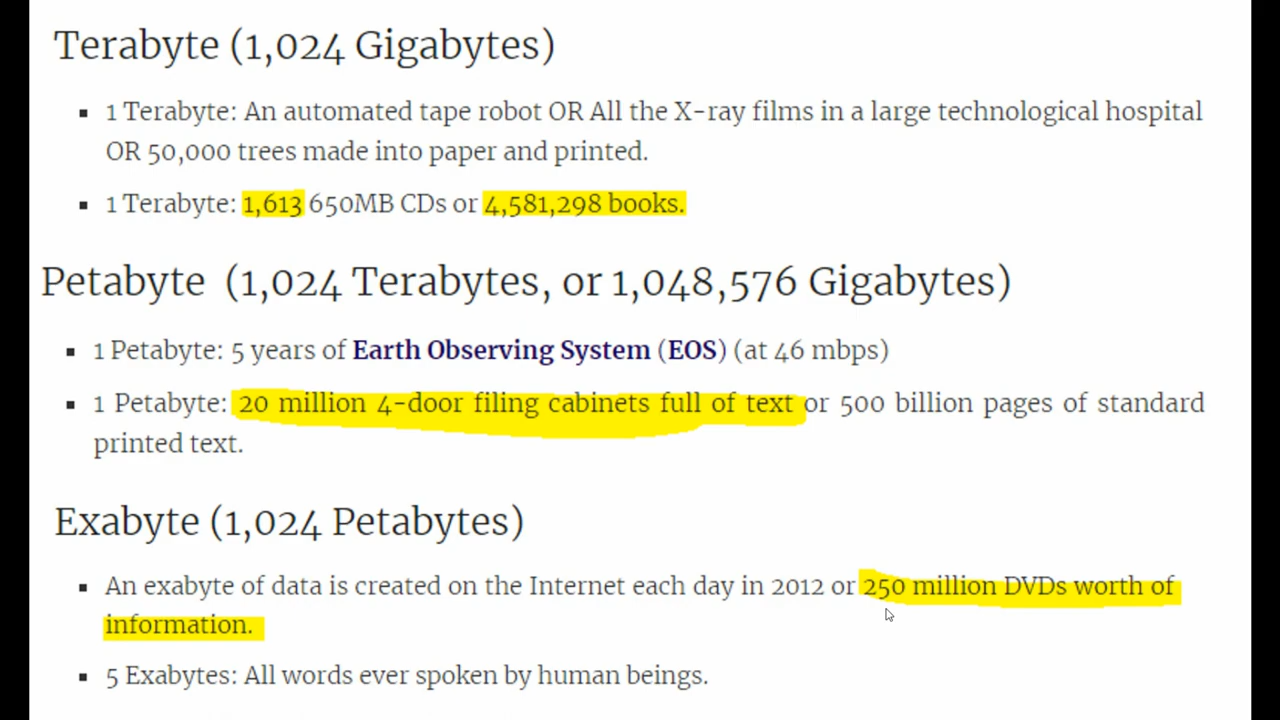 Terabyte (1,024 Gigabytes)
1 Terabyte: An automated tape robot OR All the X-ray films in a large technological hospital
OR 50,000 trees made into paper and printed.
1 Terabyte: 1,613 650MB CDs or 4,581,298 books.
Petabyte (1,024 Terabytes, or 1,048,576 Gigabytes)
1 Petabyte: 5 years of Earth Observing System (EOS) (at 46 mbps)
1 Petabyte: 20 million 4-door filing cabinets full of text or 500 billion pages of standard
printed text.
Exabyte (1,024 Petabytes)
An exabyte of data is created on the Internet each day in 2012 or 250 million DVDs worth of
information.
5 Exabytes: All words ever spoken by human beings.